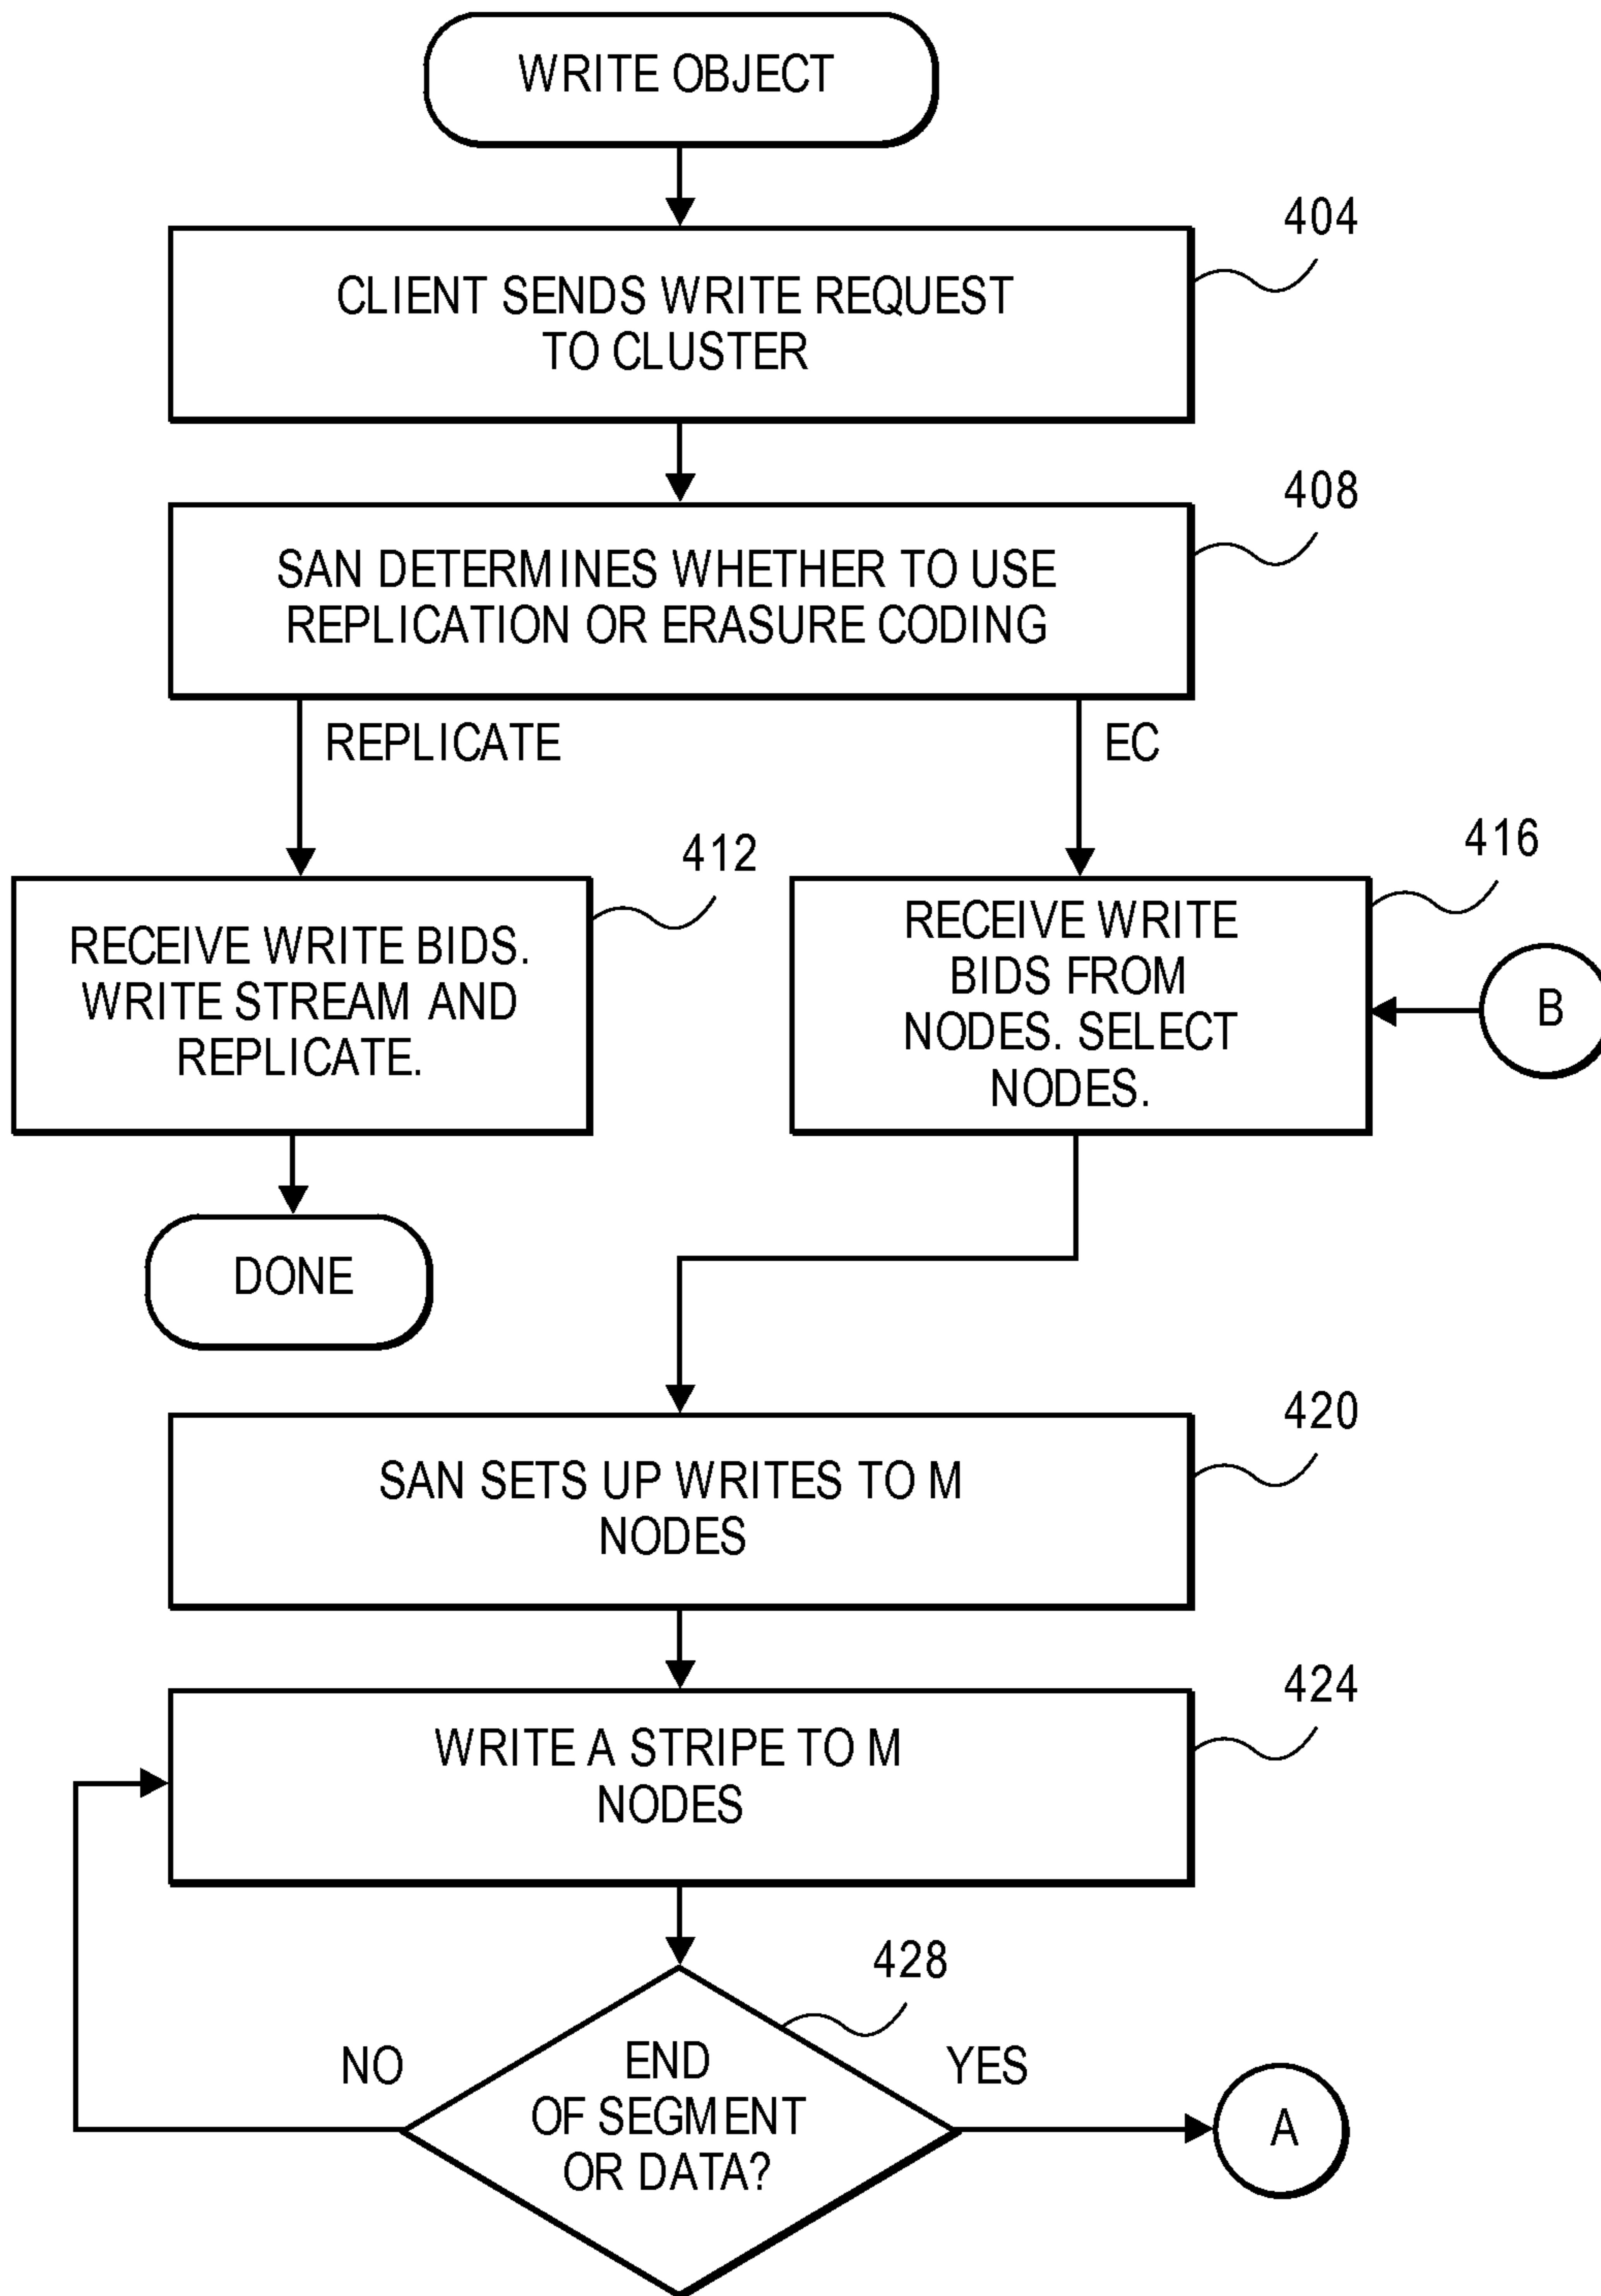 WRITE OBJECT
404
CLIENT SENDS WRITE REQUEST
TO CLUSTER
408
SAN DETERMINES WHETHER TO USE
REPLICATION OR ERASURE CODING
REPLICATE
EC
412
RECEIVE WRITE BIDS.
WRITE STREAM AND
REPLICATE.
416
RECEIVE WRITE
BIDS FROM
NODES. SELECT
NODES.
B
DONE
420
SAN SETS UP WRITES TO M
NODES
424
WRITE A STRIPE TO M
NODES
428
NO
END
OF SEGMENT
OR DATA?
YES
A